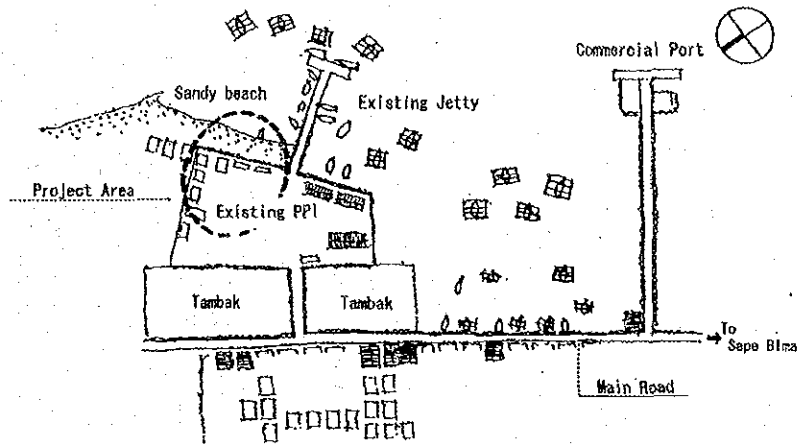 Commercial Port
Sandy beach
Existing Jetty
Project Area
Existing PPI
Tambak
Tambak
To
Sape Bima
Main Road